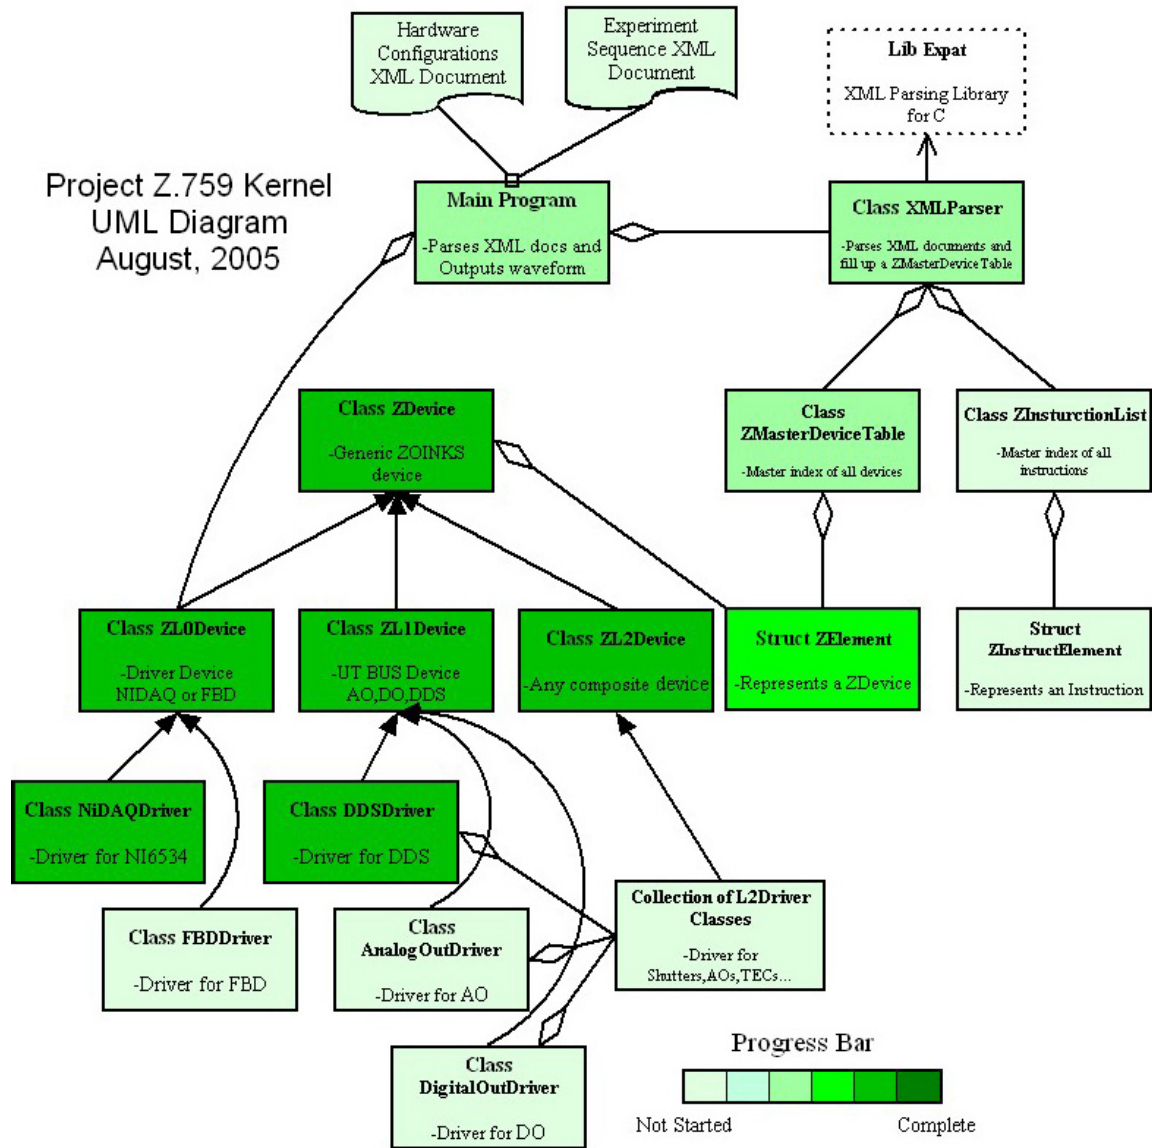 Hardware
Configurations
XML Document
Experiment
Sequence XML
Document
Lib Expat
XML Parsing Library
for C
Project Z.759 Kernel
UML Diagram
August, 2005
Main Program
-Parses XML docs and
Outputs waveform
Class XMLParser
-Parses XML documents and
fill up a ZMasterDeviceTable
Class ZDevice
-Generic ZOINKS
device
Class
ZMasterDeviceTable
-Master index of all devices
Class ZInsturctionList
-Master index of all
instructions
Class ZL0Device
-Driver Device
NIDAQ or FBD
Class ZL1Device
-UT BUS Device
AO,DO,DDS
Class ZL2Device
-Any composite device
Struct ZElement
-Represents a ZDevice
Struct
ZInstructElement
-Represents an Instruction
Class NiDAQDriver
-Driver for NI6534
Class DDSDriver
-Driver for DDS
Class FBDDriver
-Driver for FBD
Class
AnalogOutDriver
-Driver for AO
Collection of L2Driver
Classes
-Driver for
Shutters,AOs,TECs...
Class
DigitalOutDriver
-Driver for DO
Progress Bar
Not Started
Complete